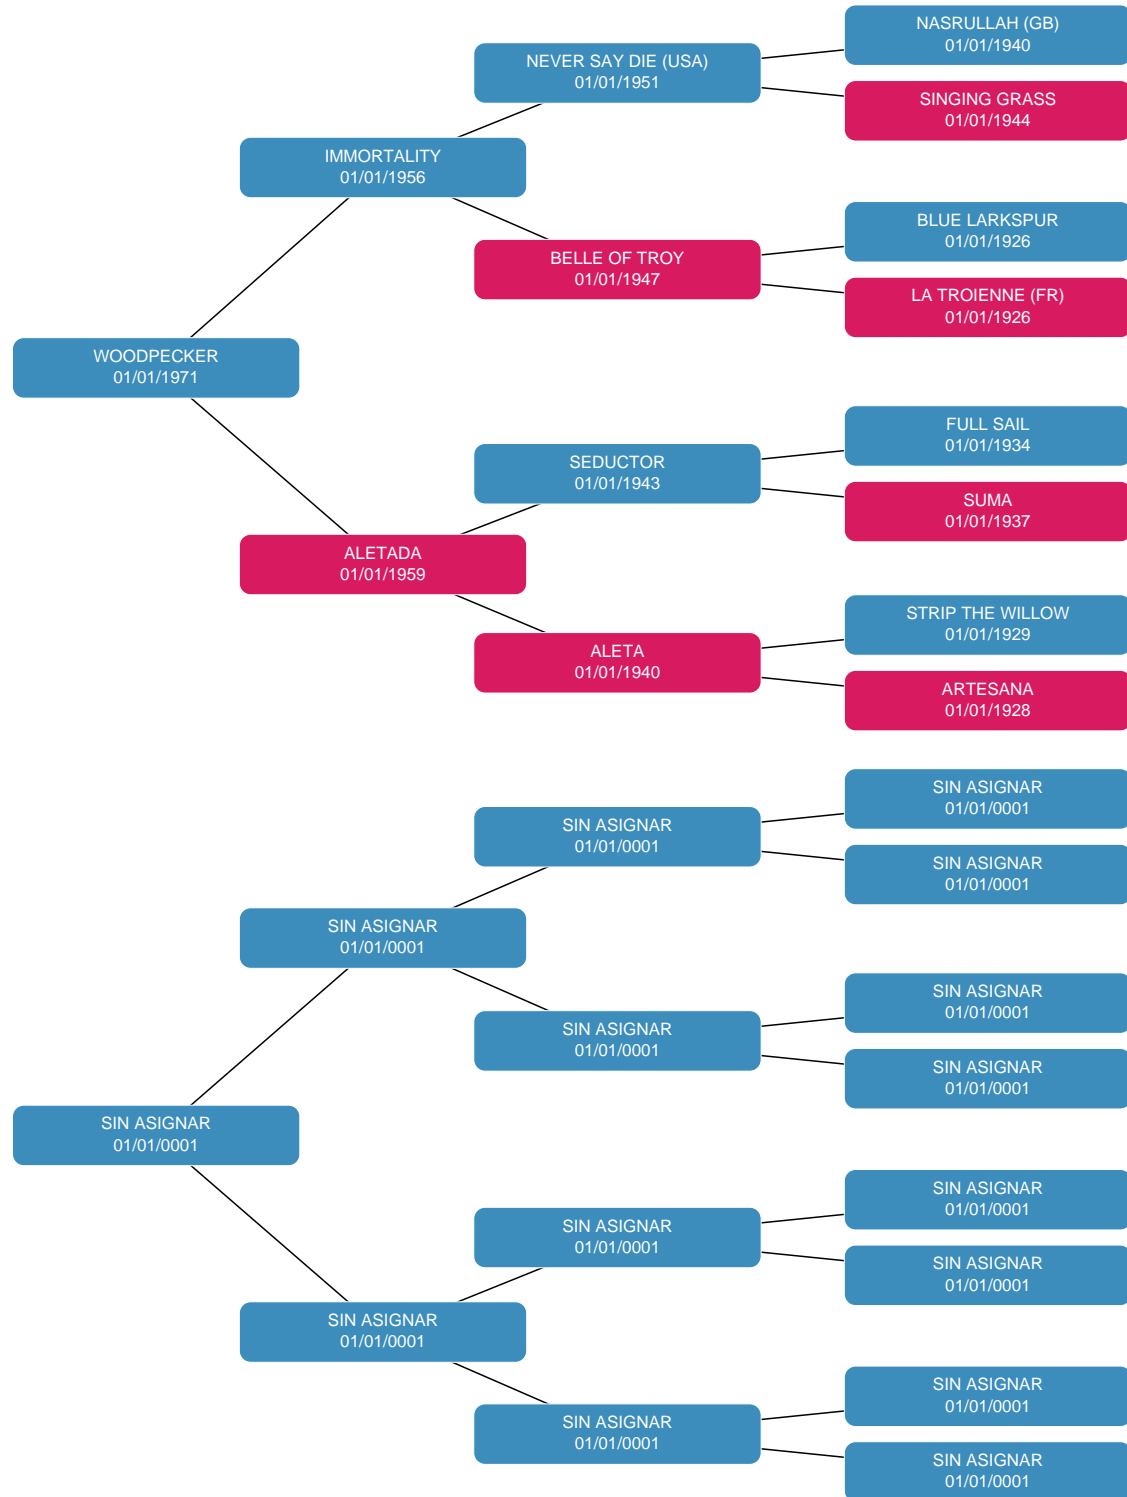 NASRULLAH (GB)
01/01/1940
NEVER SAY DIE (USA)
01/01/1951
SINGING GRASS
01/01/1944
IMMORTALITY
01/01/1956
BLUE LARKSPUR
01/01/1926
BELLE OF TROY
01/01/1947
LA TROIENNE (FR)
01/01/1926
WOODPECKER
01/01/1971
FULL SAIL
01/01/1934
SEDUCTOR
01/01/1943
SUMA
01/01/1937
ALETADA
01/01/1959
STRIP THE WILLOW
01/01/1929
ALETA
01/01/1940
ARTESANA
01/01/1928
SIN ASIGNAR
01/01/0001
SIN ASIGNAR
01/01/0001
SIN ASIGNAR
01/01/0001
SIN ASIGNAR
01/01/0001
SIN ASIGNAR
01/01/0001
SIN ASIGNAR
01/01/0001
SIN ASIGNAR
01/01/0001
SIN ASIGNAR
01/01/0001
SIN ASIGNAR
01/01/0001
SIN ASIGNAR
01/01/0001
SIN ASIGNAR
01/01/0001
SIN ASIGNAR
01/01/0001
SIN ASIGNAR
01/01/0001
SIN ASIGNAR
01/01/0001
SIN ASIGNAR
01/01/0001